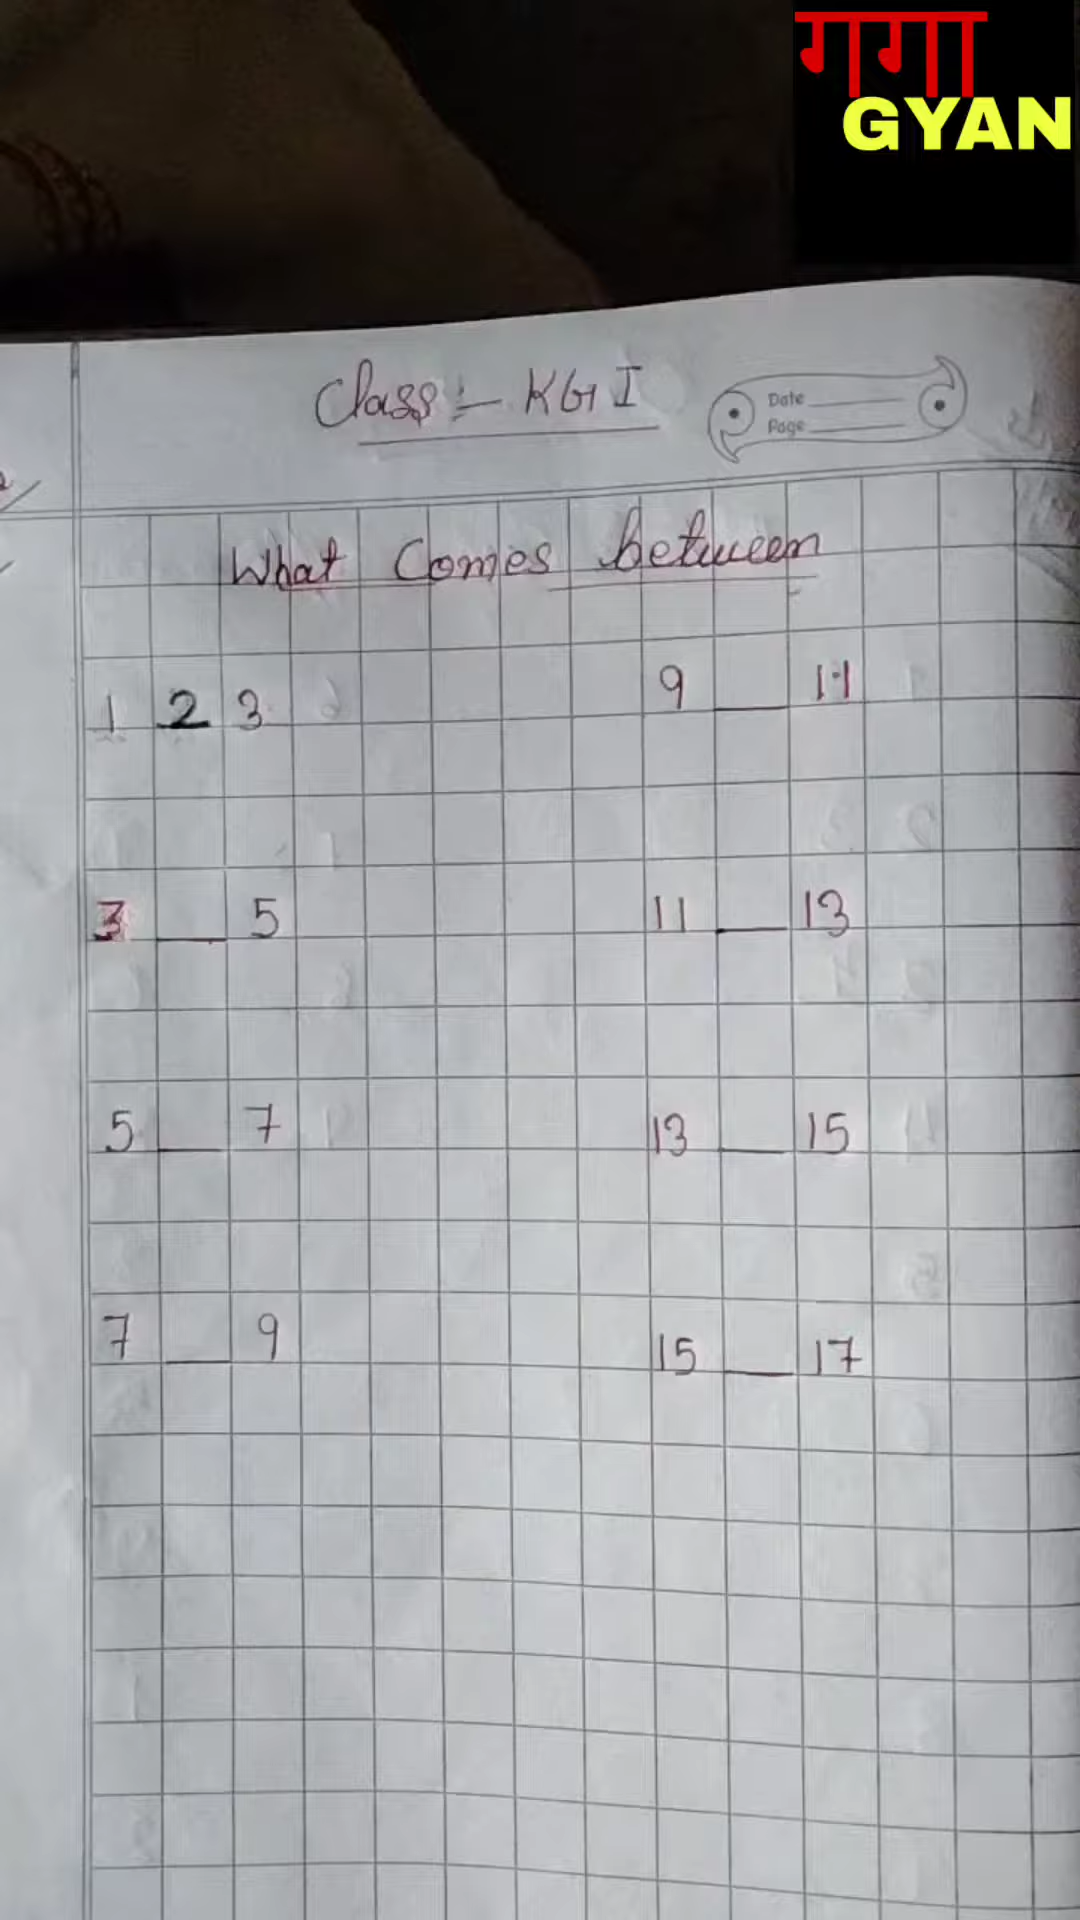 गगा
GYAN
Class :- KG I
Date
Page
What Comes between
1 2 3
9 __ 11
3 __ 5
11 __ 13
5 __ 7
13 __ 15
7 __ 9
15 __ 17